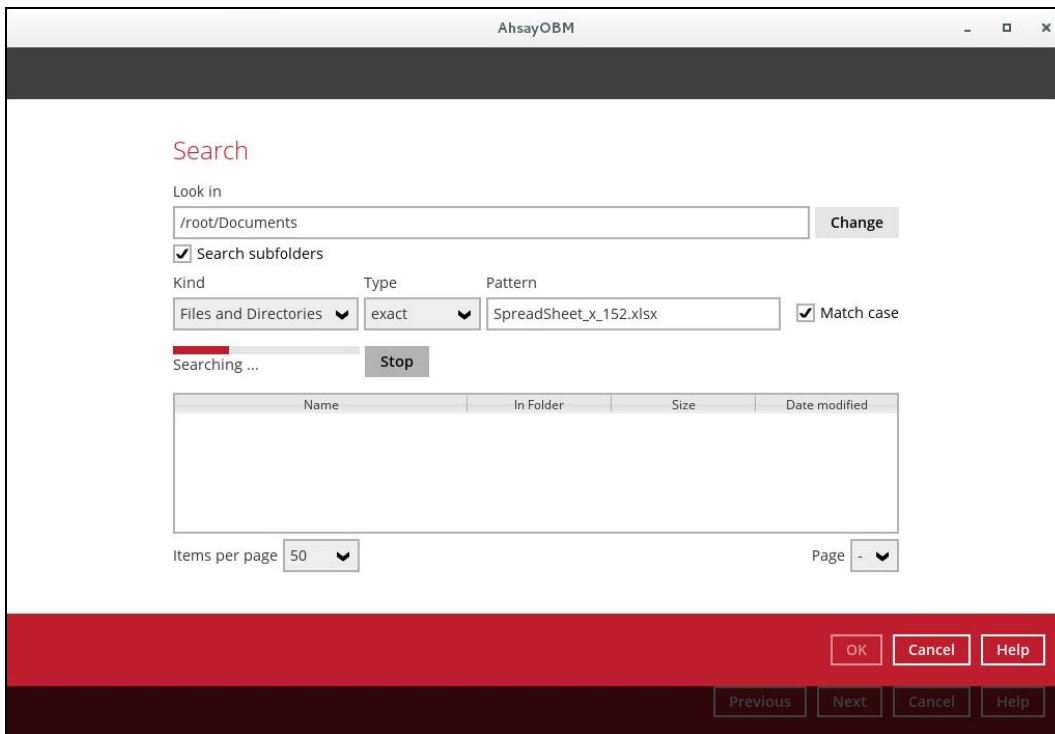 AhsayOBM
Search
Look in
/root/Documents
Change
Search subfolders
Kind Type Pattern
Files and Directories exact SpreadSheet_x_152.xlsx Match case
Searching ... Stop
Name In Folder Size Date modified
Items per page 50 Page -
OK Cancel Help
Previous Next Cancel Help